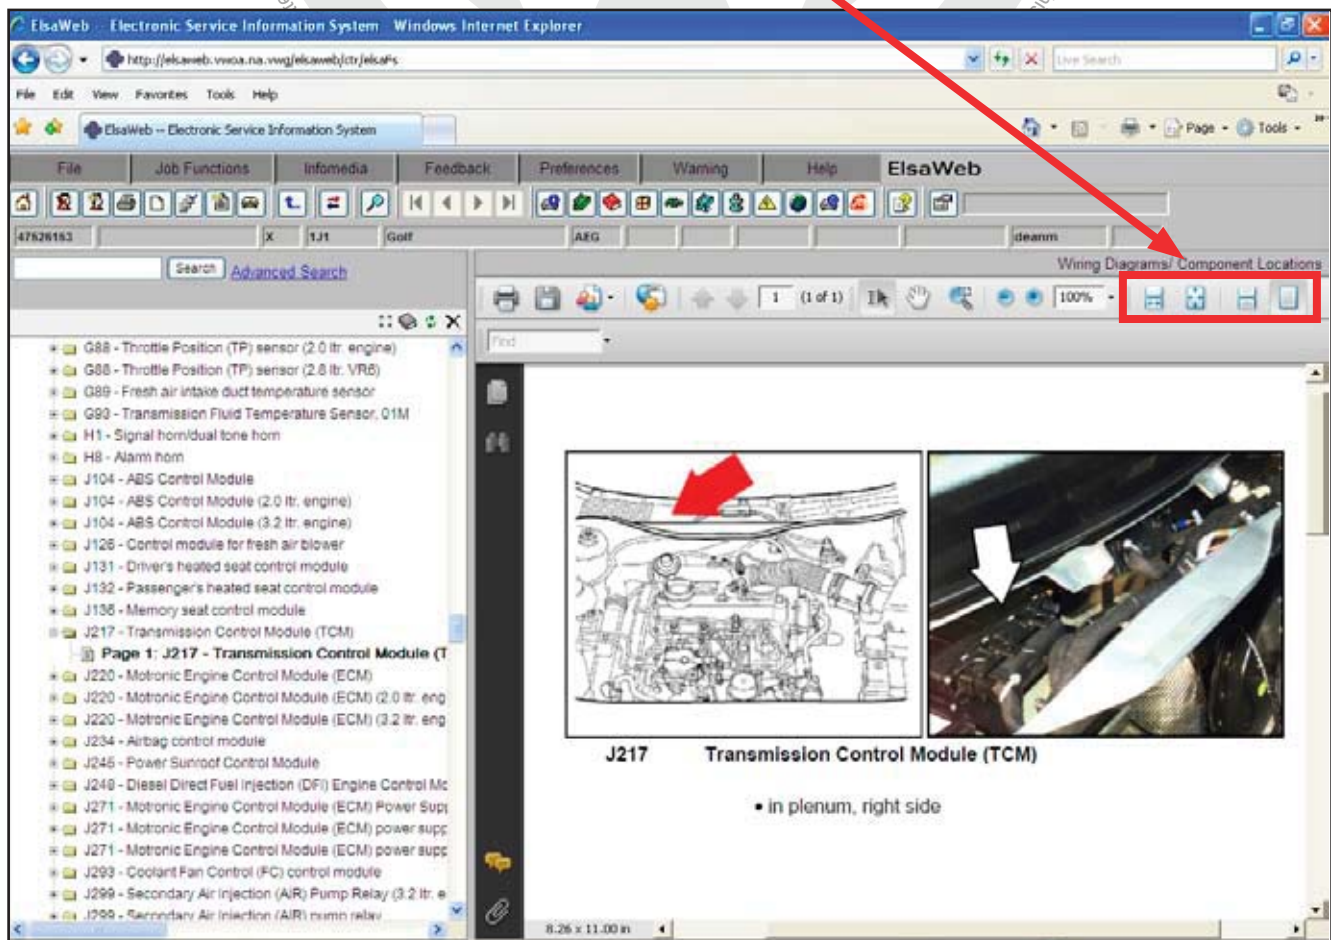 ElsaWeb -- Electronic Service Information System Windows Internet Explorer
http://elsaweb.vwoa.na.vwg/elsaweb/ctr/elsaFs
Live Search
File Edit View Favorites Tools Help
ElsaWeb -- Electronic Service Information System
Page Tools
File Job Functions Infomedia Feedback Preferences Warning Help ElsaWeb
47626163 X 1J1 Golf AEG deanm
Search Advanced Search
Wiring Diagrams/ Component Locations
1 (1 of 1) 100%
Find
G88 - Throttle Position (TP) sensor (2.0 ltr. engine)
G88 - Throttle Position (TP) sensor (2.8 ltr. VR6)
G89 - Fresh air intake duct temperature sensor
G93 - Transmission Fluid Temperature Sensor, 01M
H1 - Signal horn/dual tone horn
H8 - Alarm horn
J104 - ABS Control Module
J104 - ABS Control Module (2.0 ltr. engine)
J104 - ABS Control Module (3.2 ltr. engine)
J126 - Control module for fresh air blower
J131 - Driver's heated seat control module
J132 - Passenger's heated seat control module
J136 - Memory seat control module
J217 - Transmission Control Module (TCM)
Page 1: J217 - Transmission Control Module (T
J220 - Motronic Engine Control Module (ECM)
J220 - Motronic Engine Control Module (ECM) (2.0 ltr. eng
J220 - Motronic Engine Control Module (ECM) (3.2 ltr. eng
J234 - Airbag control module
J245 - Power Sunroof Control Module
J248 - Diesel Direct Fuel Injection (DFI) Engine Control Mc
J271 - Motronic Engine Control Module (ECM) Power Supp
J271 - Motronic Engine Control Module (ECM) power supp
J271 - Motronic Engine Control Module (ECM) power supp
J293 - Coolant Fan Control (FC) control module
J299 - Secondary Air Injection (AIR) Pump Relay (3.2 ltr. e
J299 - Secondary Air Injection (AIR) pump relay
J217 Transmission Control Module (TCM)
• in plenum, right side
8.26 x 11.00 in